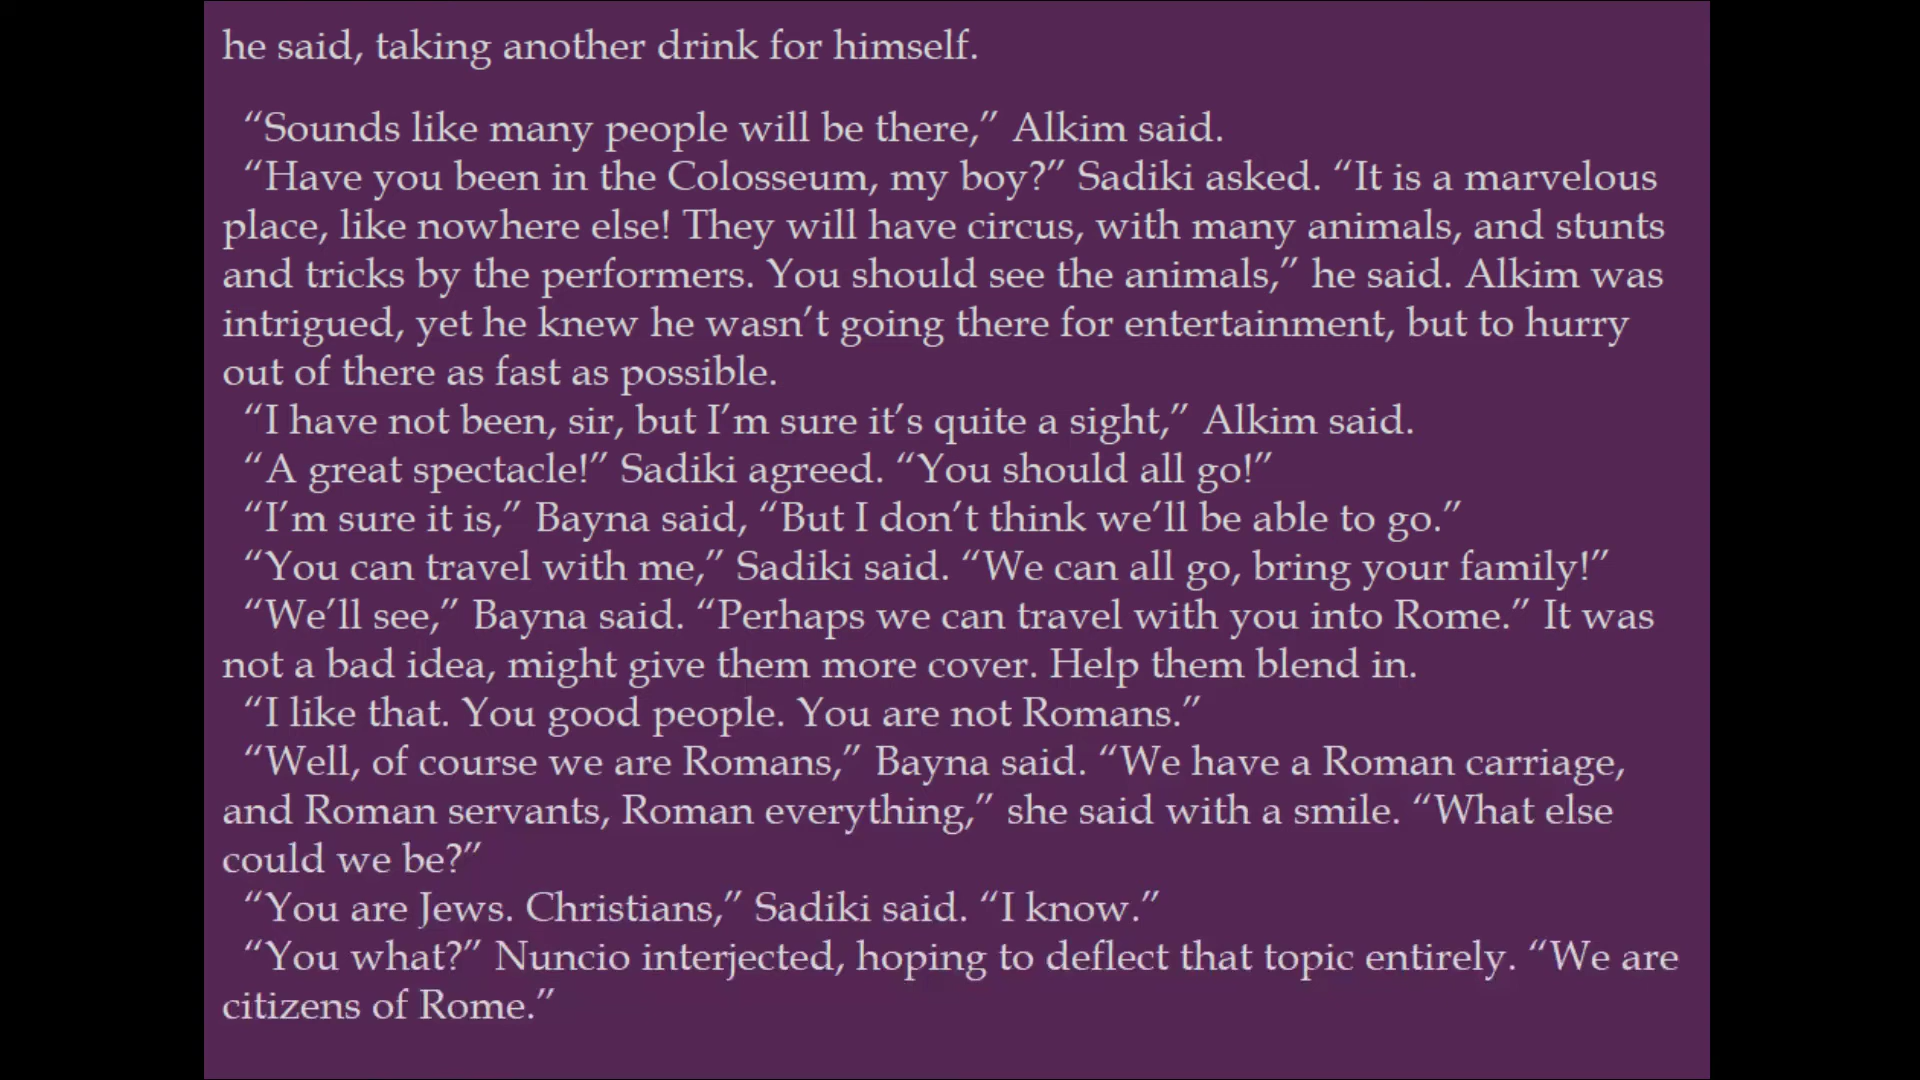 he said, taking another drink for himself.
“Sounds like many people will be there,” Alkim said.
“Have you been in the Colosseum, my boy?” Sadiki asked. “It is a marvelous
place, like nowhere else! They will have circus, with many animals, and stunts
and tricks by the performers. You should see the animals,” he said. Alkim was
intrigued, yet he knew he wasn’t going there for entertainment, but to hurry
out of there as fast as possible.
“I have not been, sir, but I’m sure it’s quite a sight,” Alkim said.
“A great spectacle!” Sadiki agreed. “You should all go!”
“I’m sure it is,” Bayna said, “But I don’t think we’ll be able to go.”
“You can travel with me,” Sadiki said. “We can all go, bring your family!”
“We’ll see,” Bayna said. “Perhaps we can travel with you into Rome.” It was
not a bad idea, might give them more cover. Help them blend in.
“I like that. You good people. You are not Romans.”
“Well, of course we are Romans,” Bayna said. “We have a Roman carriage,
and Roman servants, Roman everything,” she said with a smile. “What else
could we be?”
“You are Jews. Christians,” Sadiki said. “I know.”
“You what?” Nuncio interjected, hoping to deflect that topic entirely. “We are
citizens of Rome.”